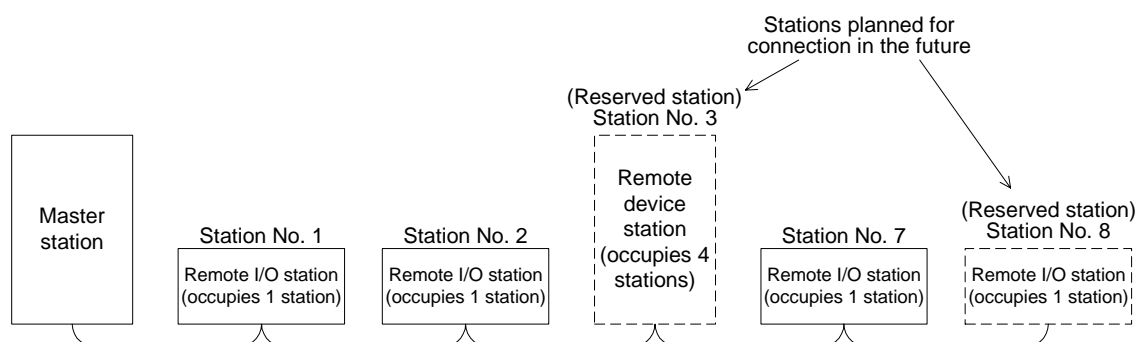 Stations planned for
connection in the future
(Reserved station)
Station No. 3
Master
station
Station No. 1
Remote I/O station
(occupies 1 station)
Station No. 2
Remote I/O station
(occupies 1 station)
Remote
device
station
(occupies 4
stations)
Station No. 7
Remote I/O station
(occupies 1 station)
(Reserved station)
Station No. 8
Remote I/O station
(occupies 1 station)